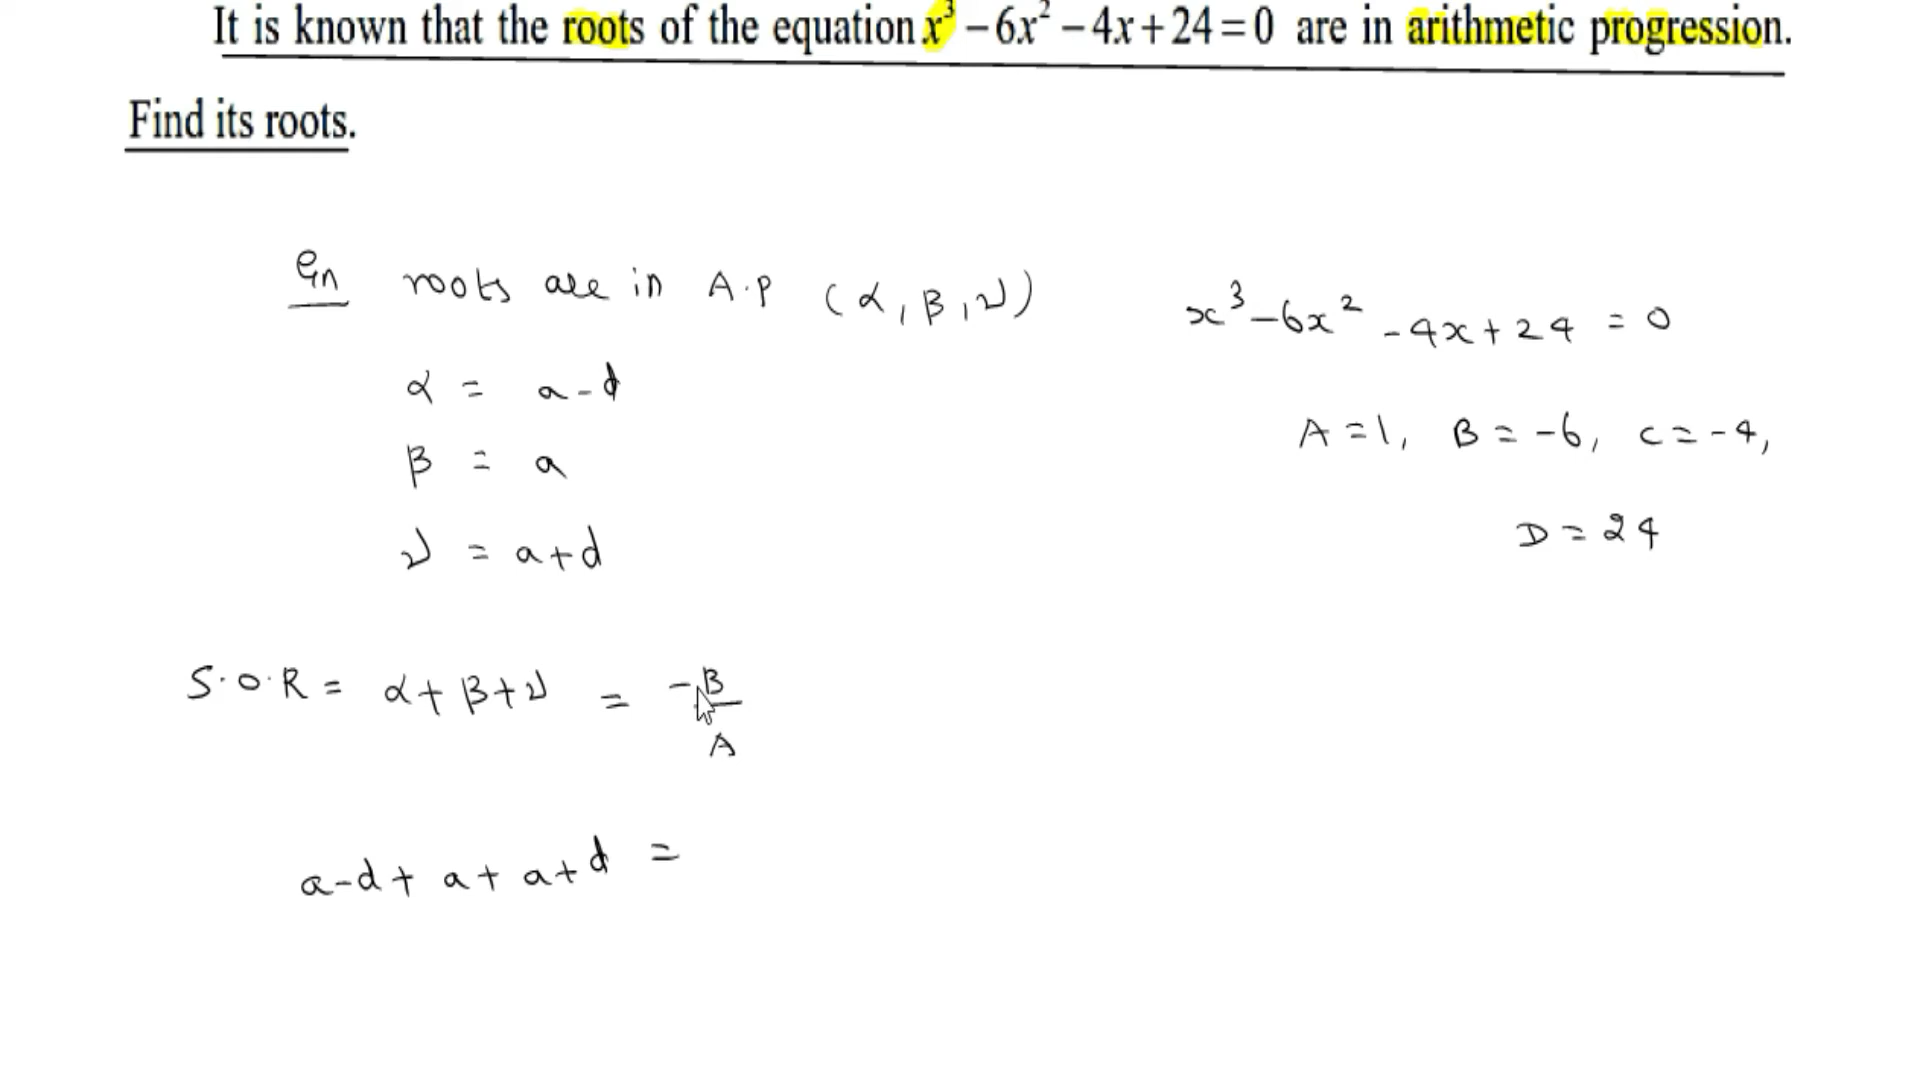 It is known that the roots of the equation x³ − 6x² − 4x + 24 = 0 are in arithmetic progression.
Find its roots.
Gn roots are in A.P (α, β, γ)
α = a-d
β = a
γ = a+d
x³-6x²-4x+24 = 0
A=1, B=-6, C=-4,
D=24
S.O.R = α+β+γ = -B/A
a-d+a+a+d =